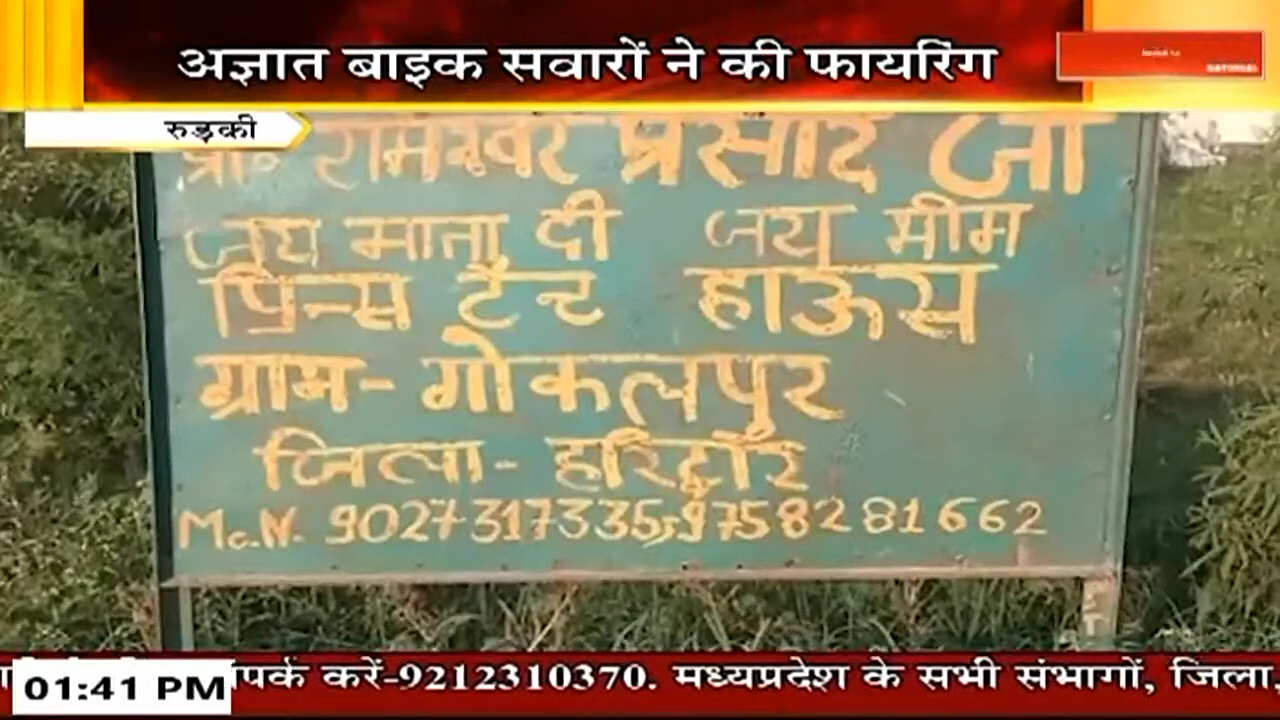 अज्ञात बाइक सवारों ने की फायरिंग
NATIONAL
रुड़की
प्रो॰ रामेश्वर प्रसाद जी
जय माता दी जय भीम
प्रिन्स टैन्ट हाऊस
ग्राम- गोकलपुर
जिला- हरिद्वार
Mo.N. 9027317335, 9758281662
01:41 PM
संपर्क करें-9212310370. मध्यप्रदेश के सभी संभागों, जिला,